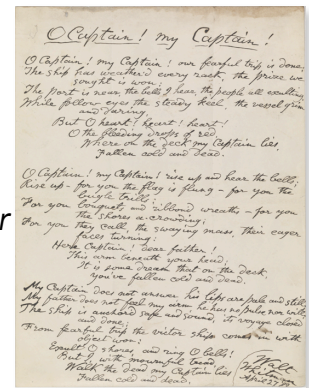 O Captain! my Captain!
O Captain! my Captain! our fearful trip is done;
The ship has weather'd every rack, the prize we
sought is won;
The port is near, the bells I hear, the people all exulting,
While follow eyes the steady keel, the vessel grim
and daring;
But O heart! heart! heart!
O the bleeding drops of red,
Where on the deck my Captain lies,
Fallen cold and dead.
O Captain! my Captain! rise up and hear the bells;
Rise up - for you the flag is flung - for you the
bugle trills;
For you bouquets and ribbon'd wreaths - for you
the shores a-crowding;
For you they call, the swaying mass, their eager
faces turning;
Here Captain! dear father!
This arm beneath your head;
It is some dream that on the deck,
You've fallen cold and dead.
My Captain does not answer, his lips are pale and still;
My father does not feel my arm, he has no pulse nor will;
The ship is anchor'd safe and sound, its voyage closed
and done;
From fearful trip the victor ship comes in with
object won;
Exult O shores, and ring O bells!
But I, with mournful tread,
Walk the deck my Captain lies,
Fallen cold and dead.
Walt
Whitman
April 27
r